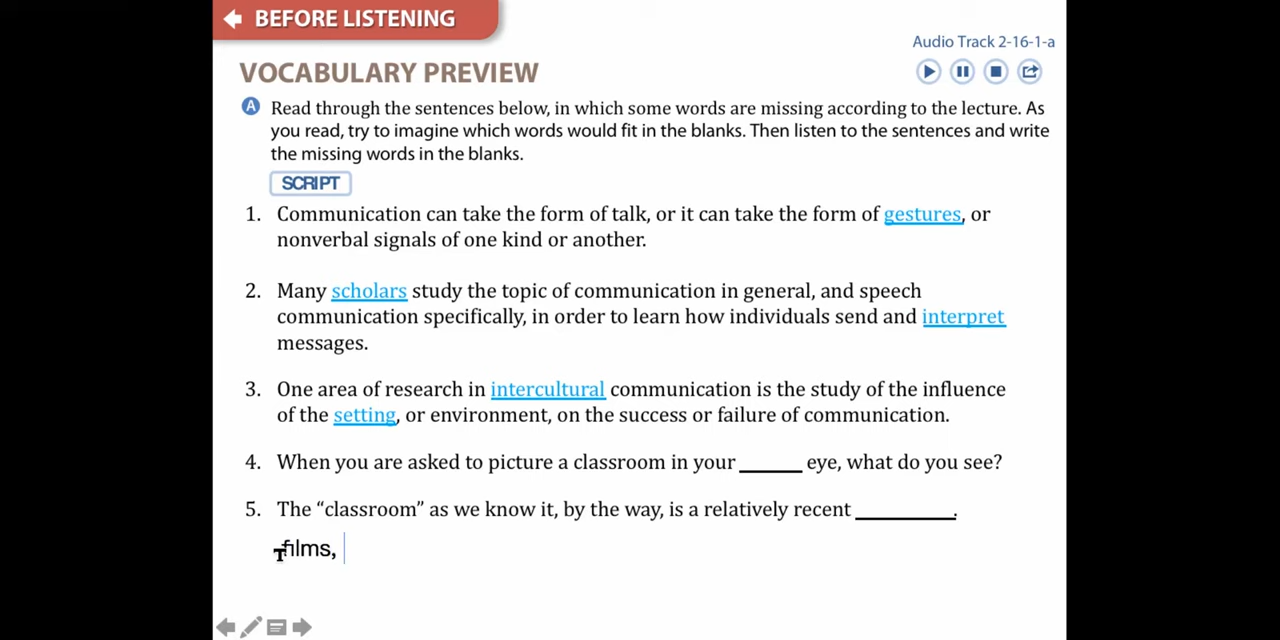 BEFORE LISTENING
Audio Track 2-16-1-a
VOCABULARY PREVIEW
A Read through the sentences below, in which some words are missing according to the lecture. As
you read, try to imagine which words would fit in the blanks. Then listen to the sentences and write
the missing words in the blanks.
SCRIPT
1. Communication can take the form of talk, or it can take the form of gestures, or
nonverbal signals of one kind or another.
2. Many scholars study the topic of communication in general, and speech
communication specifically, in order to learn how individuals send and interpret
messages.
3. One area of research in intercultural communication is the study of the influence
of the setting, or environment, on the success or failure of communication.
4. When you are asked to picture a classroom in your ______ eye, what do you see?
5. The “classroom” as we know it, by the way, is a relatively recent __________.
films,